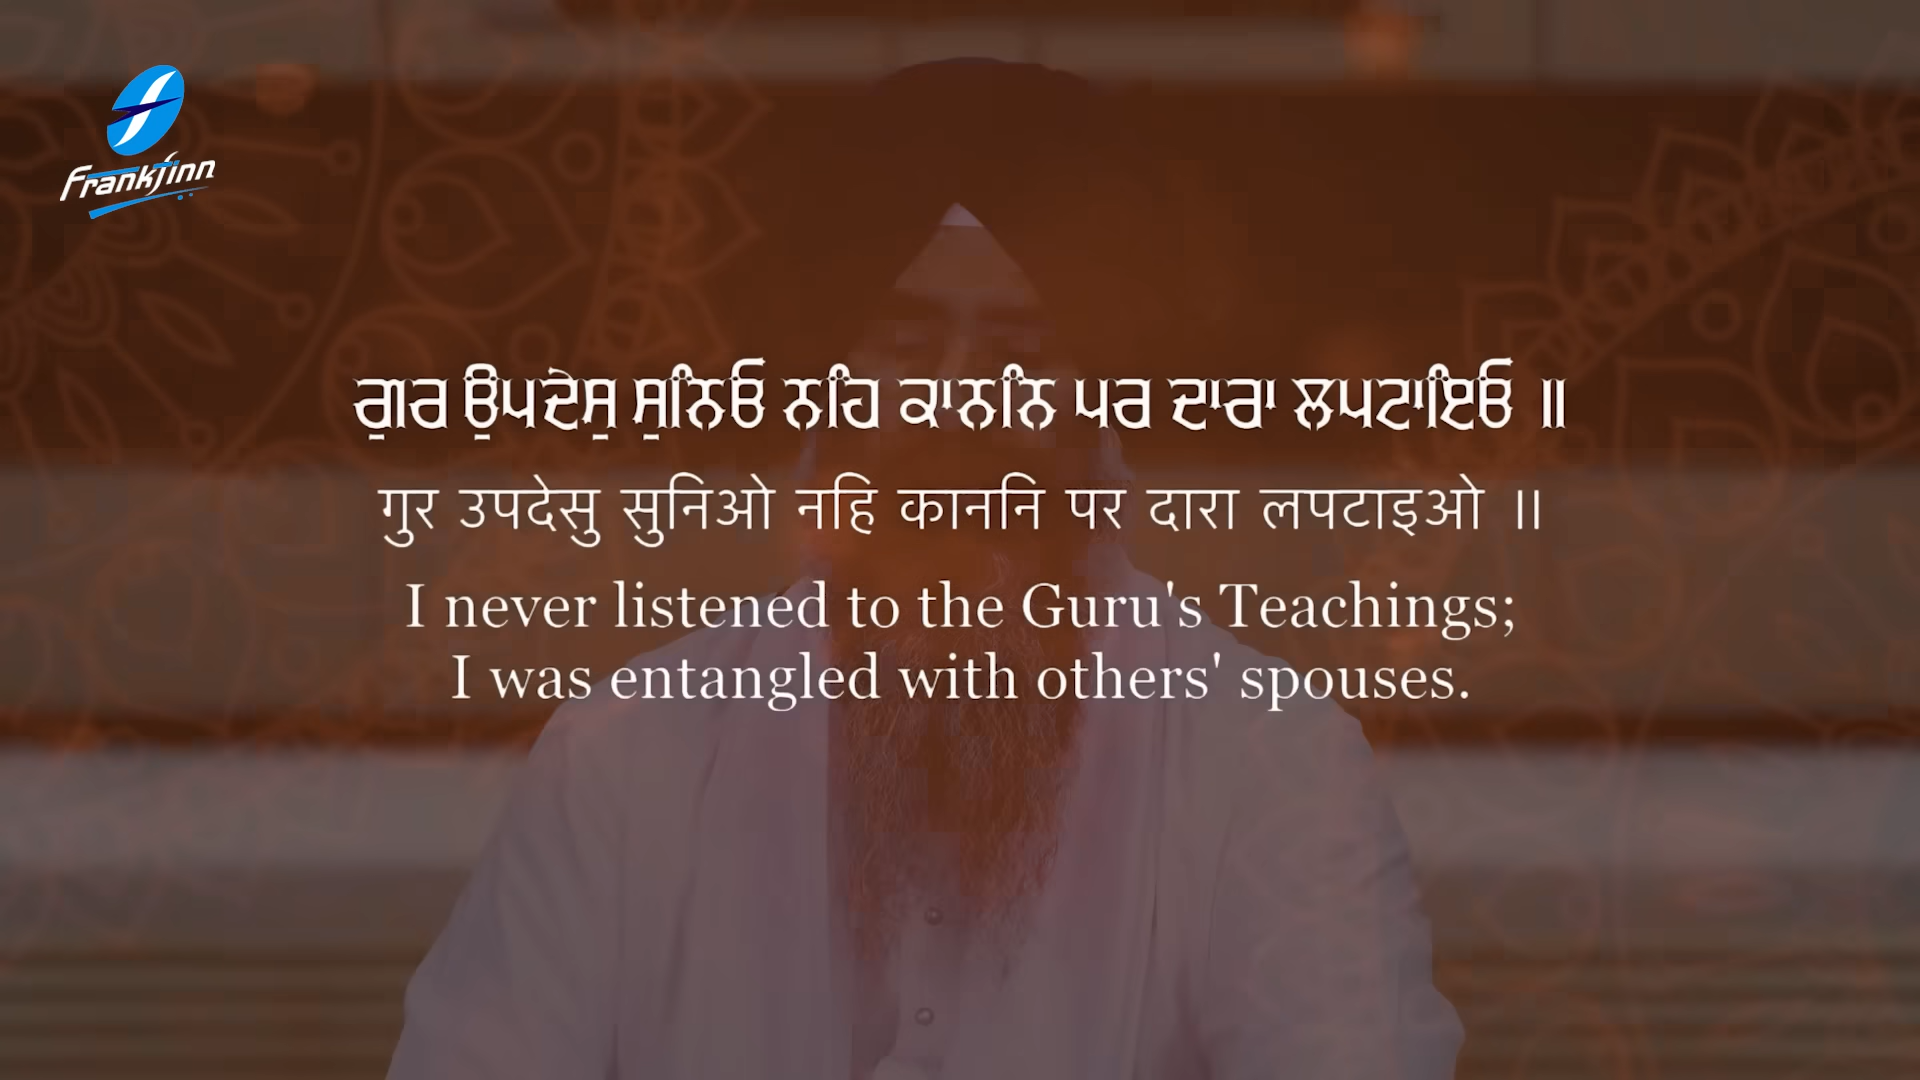 Frankfinn
ਗੁਰ ਉਪਦੇਸੁ ਸੁਨਿਓ ਨਹਿ ਕਾਨਨਿ ਪਰ ਦਾਰਾ ਲਪਟਾਇਓ ॥
गुर उपदेसु सुनिओ नहि काननि पर दारा लपटाइओ ॥
I never listened to the Guru's Teachings;
I was entangled with others' spouses.